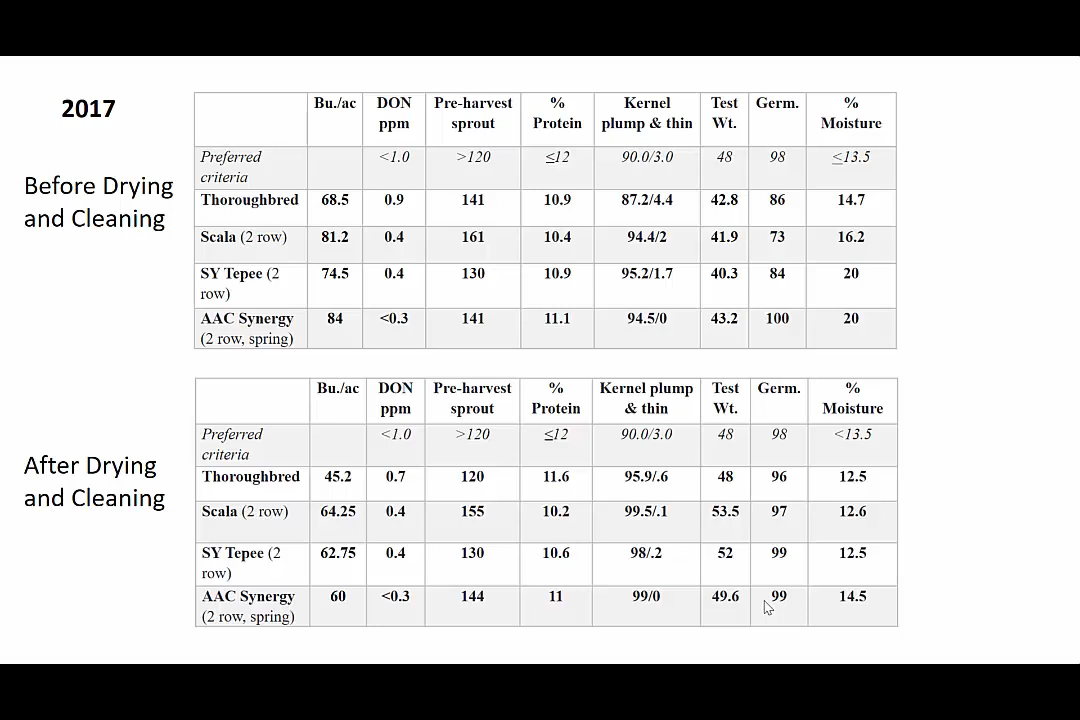 2017
Before Drying
and Cleaning
Bu./ac DON Pre-harvest % Kernel Test Germ. %
ppm sprout Protein plump & thin Wt. Moisture
Preferred <1.0 >120 ≤12 90.0/3.0 48 98 ≤13.5
criteria
Thoroughbred 68.5 0.9 141 10.9 87.2/4.4 42.8 86 14.7
Scala (2 row) 81.2 0.4 161 10.4 94.4/2 41.9 73 16.2
SY Tepee (2 74.5 0.4 130 10.9 95.2/1.7 40.3 84 20
row)
AAC Synergy 84 <0.3 141 11.1 94.5/0 43.2 100 20
(2 row, spring)
After Drying
and Cleaning
Bu./ac DON Pre-harvest % Kernel plump Test Germ. %
ppm sprout Protein & thin Wt. Moisture
Preferred <1.0 >120 ≤12 90.0/3.0 48 98 <13.5
criteria
Thoroughbred 45.2 0.7 120 11.6 95.9/.6 48 96 12.5
Scala (2 row) 64.25 0.4 155 10.2 99.5/.1 53.5 97 12.6
SY Tepee (2 62.75 0.4 130 10.6 98/.2 52 99 12.5
row)
AAC Synergy 60 <0.3 144 11 99/0 49.6 99 14.5
(2 row, spring)